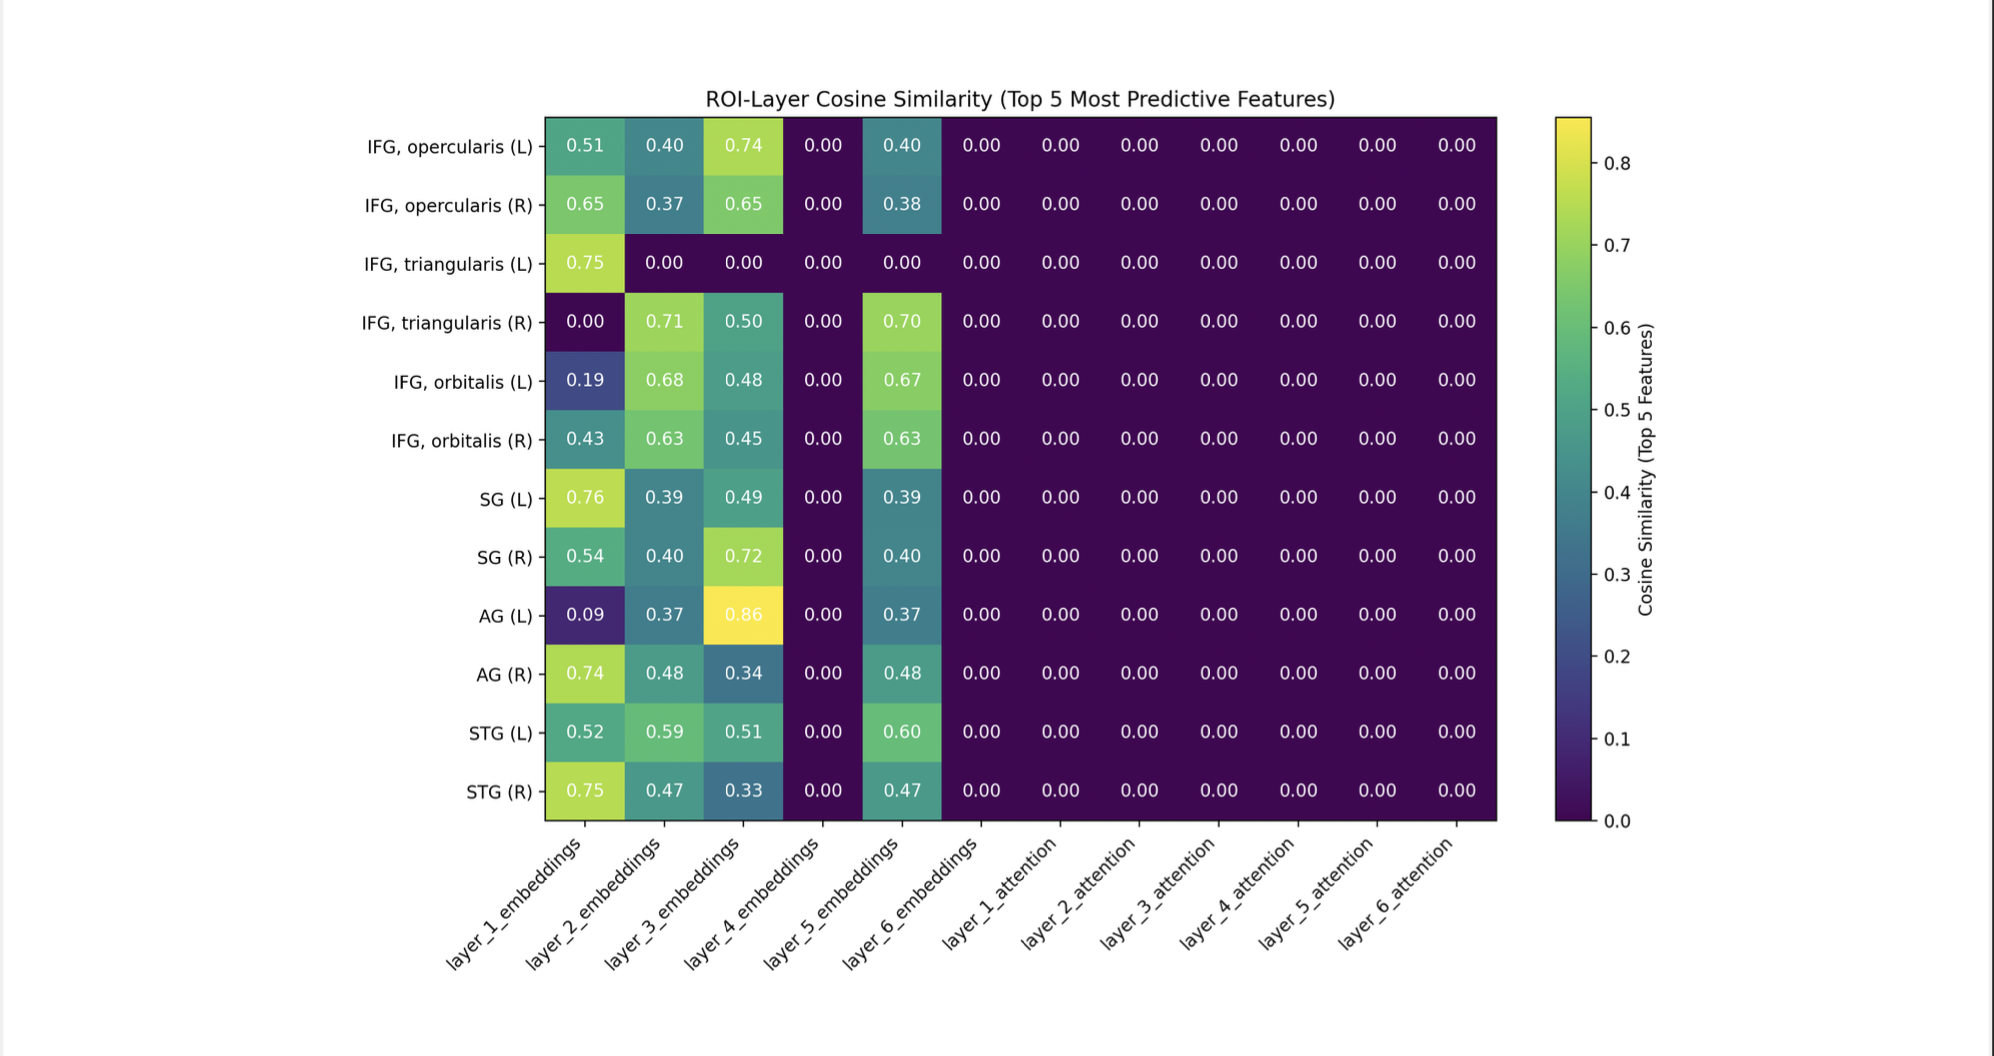 ROI-Layer Cosine Similarity (Top 5 Most Predictive Features)
IFG, opercularis (L) 0.51 0.40 0.74 0.00 0.40 0.00 0.00 0.00 0.00 0.00 0.00 0.00
IFG, opercularis (R) 0.65 0.37 0.65 0.00 0.38 0.00 0.00 0.00 0.00 0.00 0.00 0.00
IFG, triangularis (L) 0.75 0.00 0.00 0.00 0.00 0.00 0.00 0.00 0.00 0.00 0.00 0.00
IFG, triangularis (R) 0.00 0.71 0.50 0.00 0.70 0.00 0.00 0.00 0.00 0.00 0.00 0.00
IFG, orbitalis (L) 0.19 0.68 0.48 0.00 0.67 0.00 0.00 0.00 0.00 0.00 0.00 0.00
IFG, orbitalis (R) 0.43 0.63 0.45 0.00 0.63 0.00 0.00 0.00 0.00 0.00 0.00 0.00
SG (L) 0.76 0.39 0.49 0.00 0.39 0.00 0.00 0.00 0.00 0.00 0.00 0.00
SG (R) 0.54 0.40 0.72 0.00 0.40 0.00 0.00 0.00 0.00 0.00 0.00 0.00
AG (L) 0.09 0.37 0.86 0.00 0.37 0.00 0.00 0.00 0.00 0.00 0.00 0.00
AG (R) 0.74 0.48 0.34 0.00 0.48 0.00 0.00 0.00 0.00 0.00 0.00 0.00
STG (L) 0.52 0.59 0.51 0.00 0.60 0.00 0.00 0.00 0.00 0.00 0.00 0.00
STG (R) 0.75 0.47 0.33 0.00 0.47 0.00 0.00 0.00 0.00 0.00 0.00 0.00
layer_1_embeddings
layer_2_embeddings
layer_3_embeddings
layer_4_embeddings
layer_5_embeddings
layer_6_embeddings
layer_1_attention
layer_2_attention
layer_3_attention
layer_4_attention
layer_5_attention
layer_6_attention
0.8
0.7
0.6
0.5
0.4
0.3
0.2
0.1
0.0
Cosine Similarity (Top 5 Features)